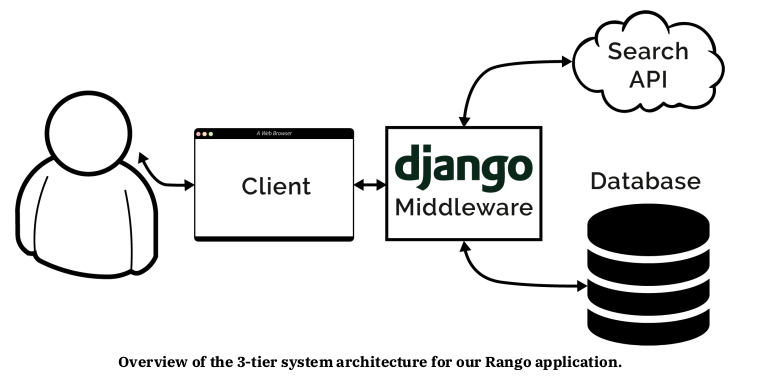 Search
API
A Web Browser
Client
django
Middleware
Database
Overview of the 3-tier system architecture for our Rango application.